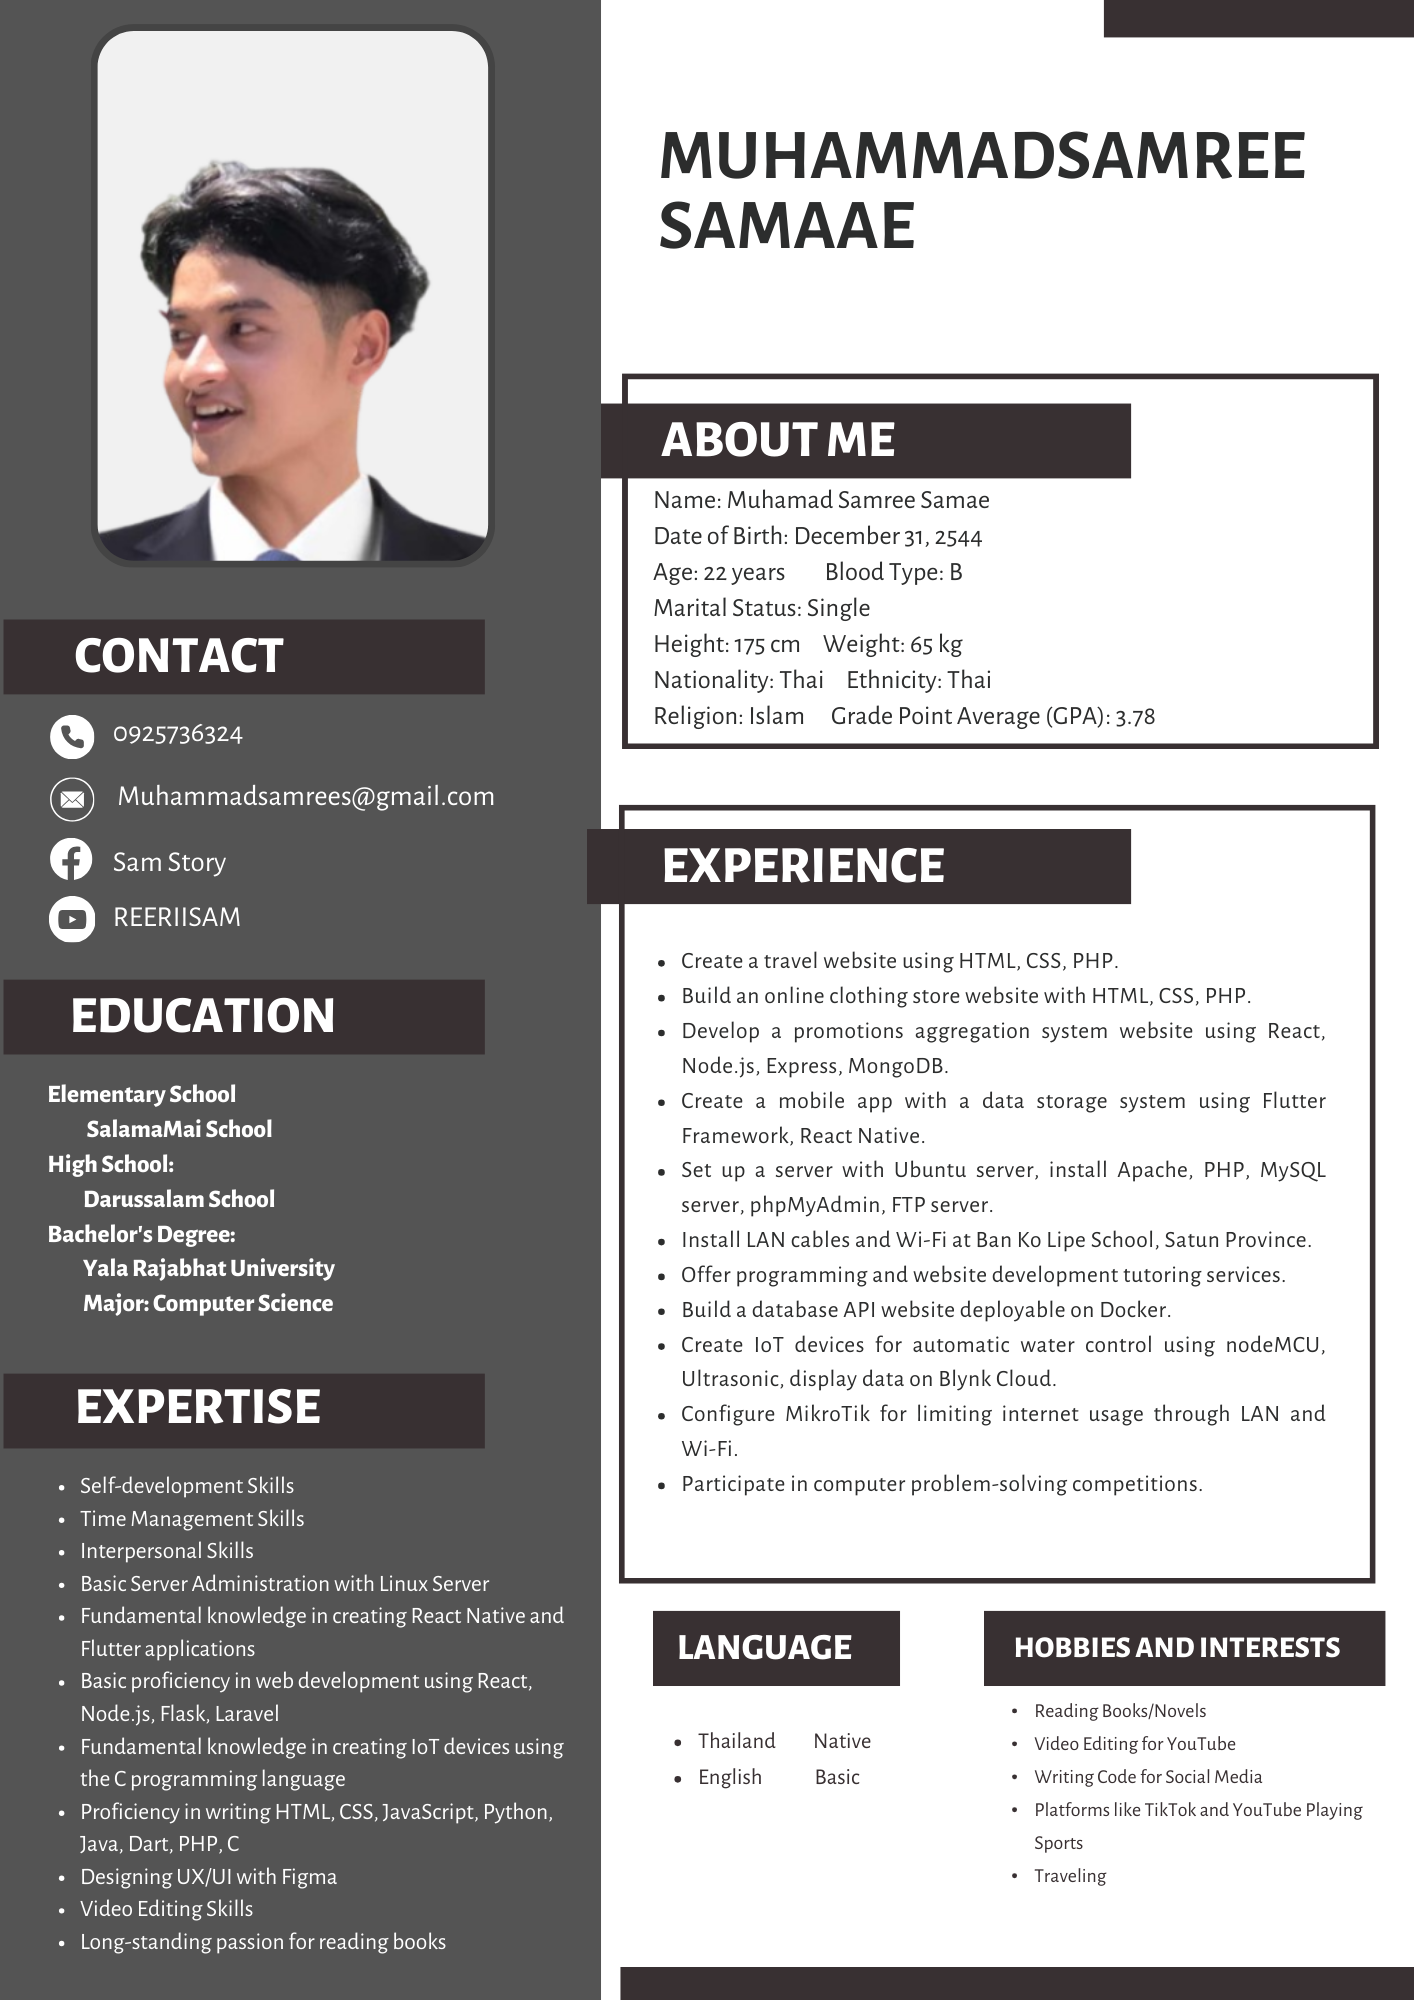 MUHAMMADSAMREE
SAMAAE
CONTACT
0925736324
Muhammadsamrees@gmail.com
Sam Story
REERIISAM
EDUCATION
Elementary School
SalamaMai School
High School:
Darussalam School
Bachelor's Degree:
Yala Rajabhat University
Major: Computer Science
EXPERTISE
• Self-development Skills
• Time Management Skills
• Interpersonal Skills
• Basic Server Administration with Linux Server
• Fundamental knowledge in creating React Native and
Flutter applications
• Basic proficiency in web development using React,
Node.js, Flask, Laravel
• Fundamental knowledge in creating IoT devices using
the C programming language
• Proficiency in writing HTML, CSS, JavaScript, Python,
Java, Dart, PHP, C
• Designing UX/UI with Figma
• Video Editing Skills
• Long-standing passion for reading books
ABOUT ME
Name: Muhamad Samree Samae
Date of Birth: December 31, 2544
Age: 22 years Blood Type: B
Marital Status: Single
Height: 175 cm Weight: 65 kg
Nationality: Thai Ethnicity: Thai
Religion: Islam Grade Point Average (GPA): 3.78
EXPERIENCE
• Create a travel website using HTML, CSS, PHP.
• Build an online clothing store website with HTML, CSS, PHP.
• Develop a promotions aggregation system website using React,
Node.js, Express, MongoDB.
• Create a mobile app with a data storage system using Flutter
Framework, React Native.
• Set up a server with Ubuntu server, install Apache, PHP, MySQL
server, phpMyAdmin, FTP server.
• Install LAN cables and Wi-Fi at Ban Ko Lipe School, Satun Province.
• Offer programming and website development tutoring services.
• Build a database API website deployable on Docker.
• Create IoT devices for automatic water control using nodeMCU,
Ultrasonic, display data on Blynk Cloud.
• Configure MikroTik for limiting internet usage through LAN and
Wi-Fi.
• Participate in computer problem-solving competitions.
LANGUAGE
• Thailand Native
• English Basic
HOBBIES AND INTERESTS
• Reading Books/Novels
• Video Editing for YouTube
• Writing Code for Social Media
• Platforms like TikTok and YouTube Playing
Sports
• Traveling